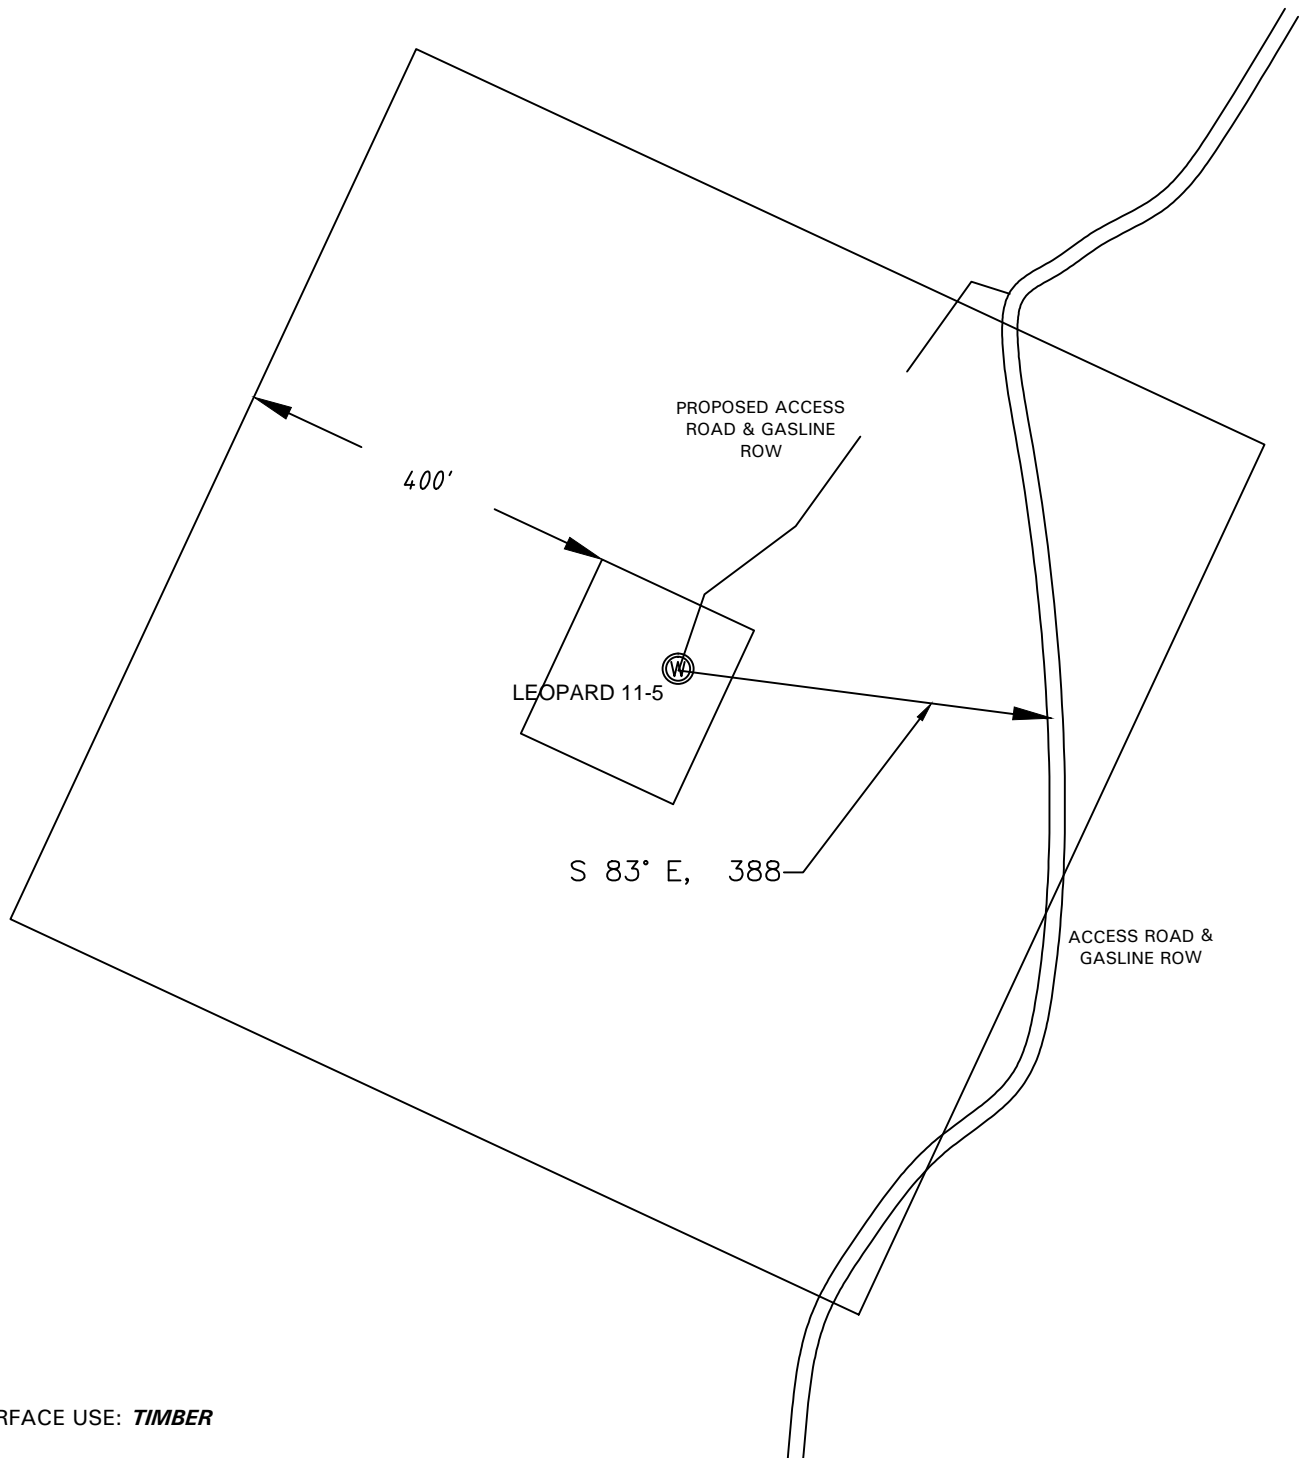 PROPOSED ACCESS
ROAD & GASLINE
ROW
400'
W
LEOPARD 11-5
S 83° E, 388
ACCESS ROAD &
GASLINE ROW
RFACE USE: TIMBER